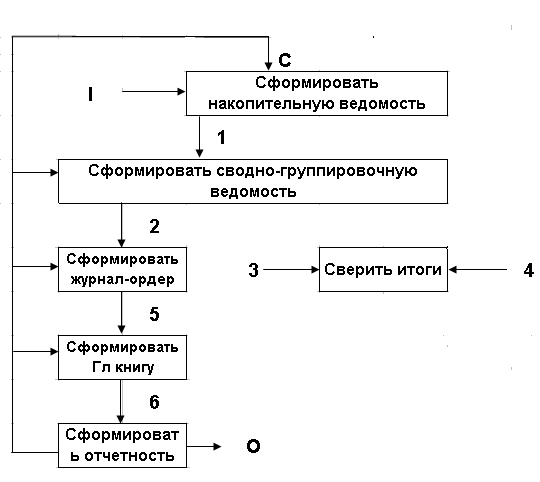 C
Сформировать
накопительную ведомость
I
1
Сформировать сводно-группировочную
ведомость
2
Сформировать
журнал-ордер
3
Сверить итоги
4
5
Сформировать
Гл книгу
6
Сформироват
ь отчетность
O